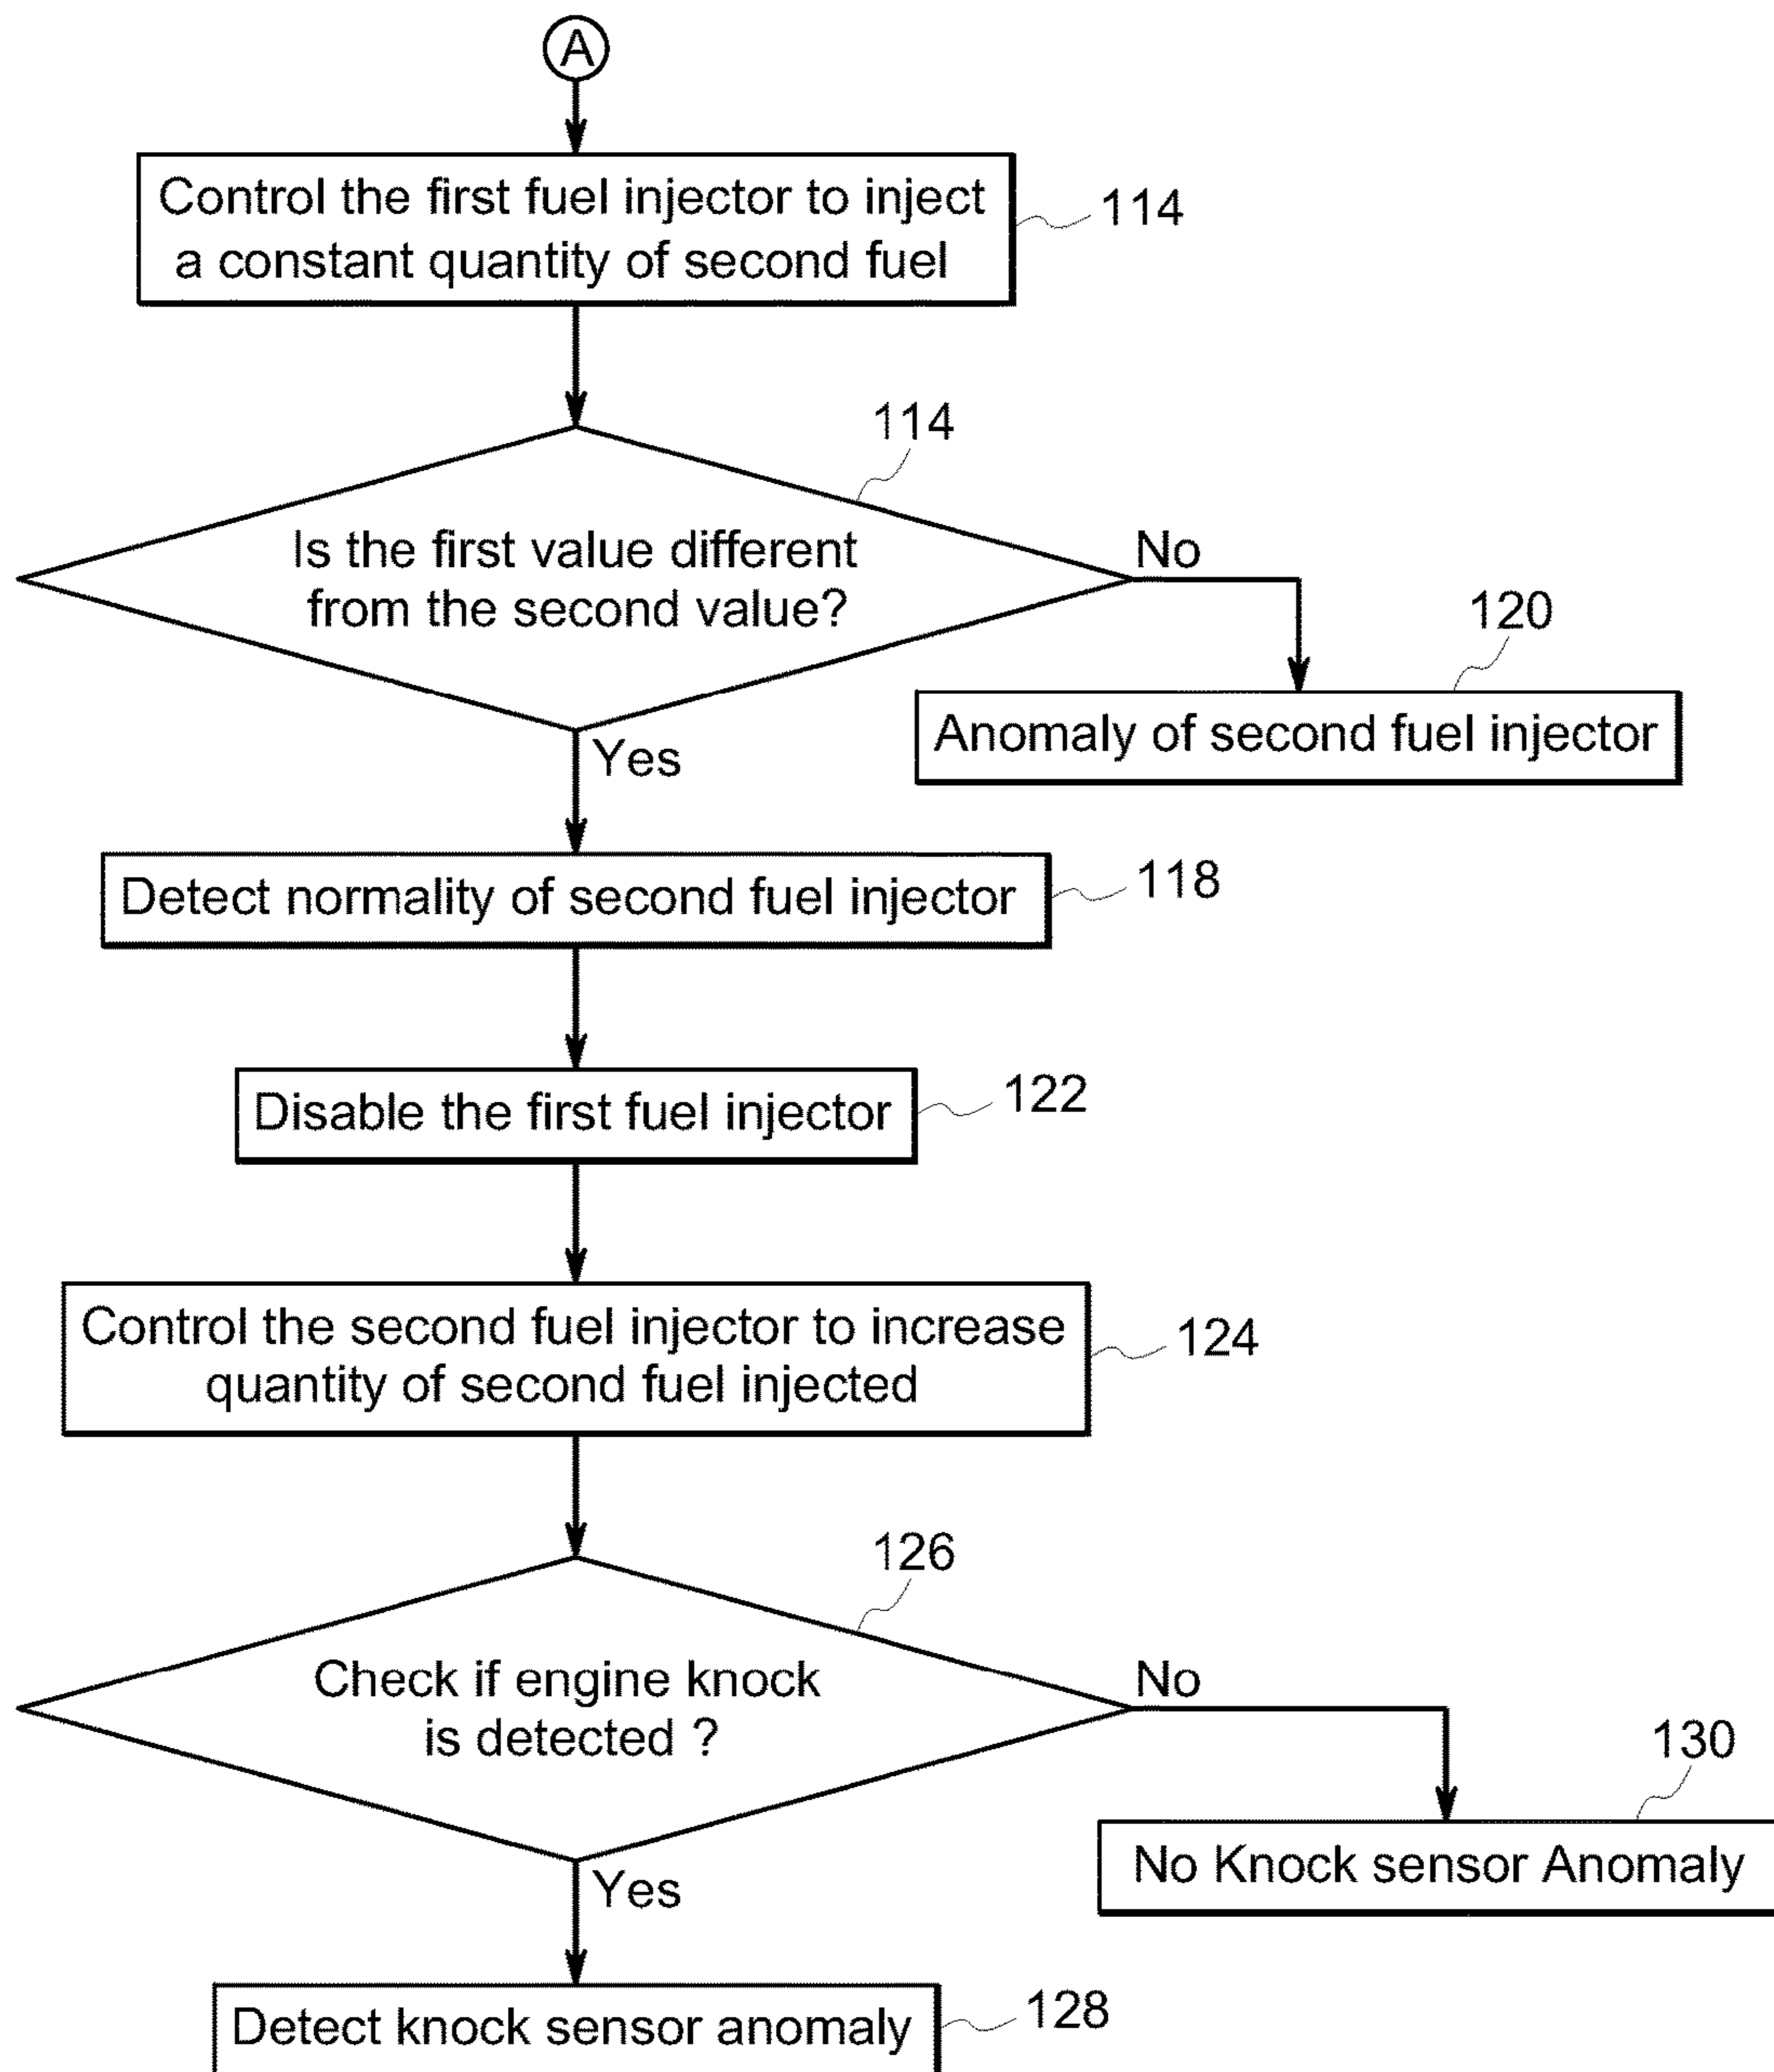 A
Control the first fuel injector to inject
a constant quantity of second fuel
114
114
Is the first value different
from the second value?
No
120
Anomaly of second fuel injector
Yes
Detect normality of second fuel injector
118
Disable the first fuel injector
122
Control the second fuel injector to increase
quantity of second fuel injected
124
126
Check if engine knock
is detected ?
No
130
No Knock sensor Anomaly
Yes
Detect knock sensor anomaly
128